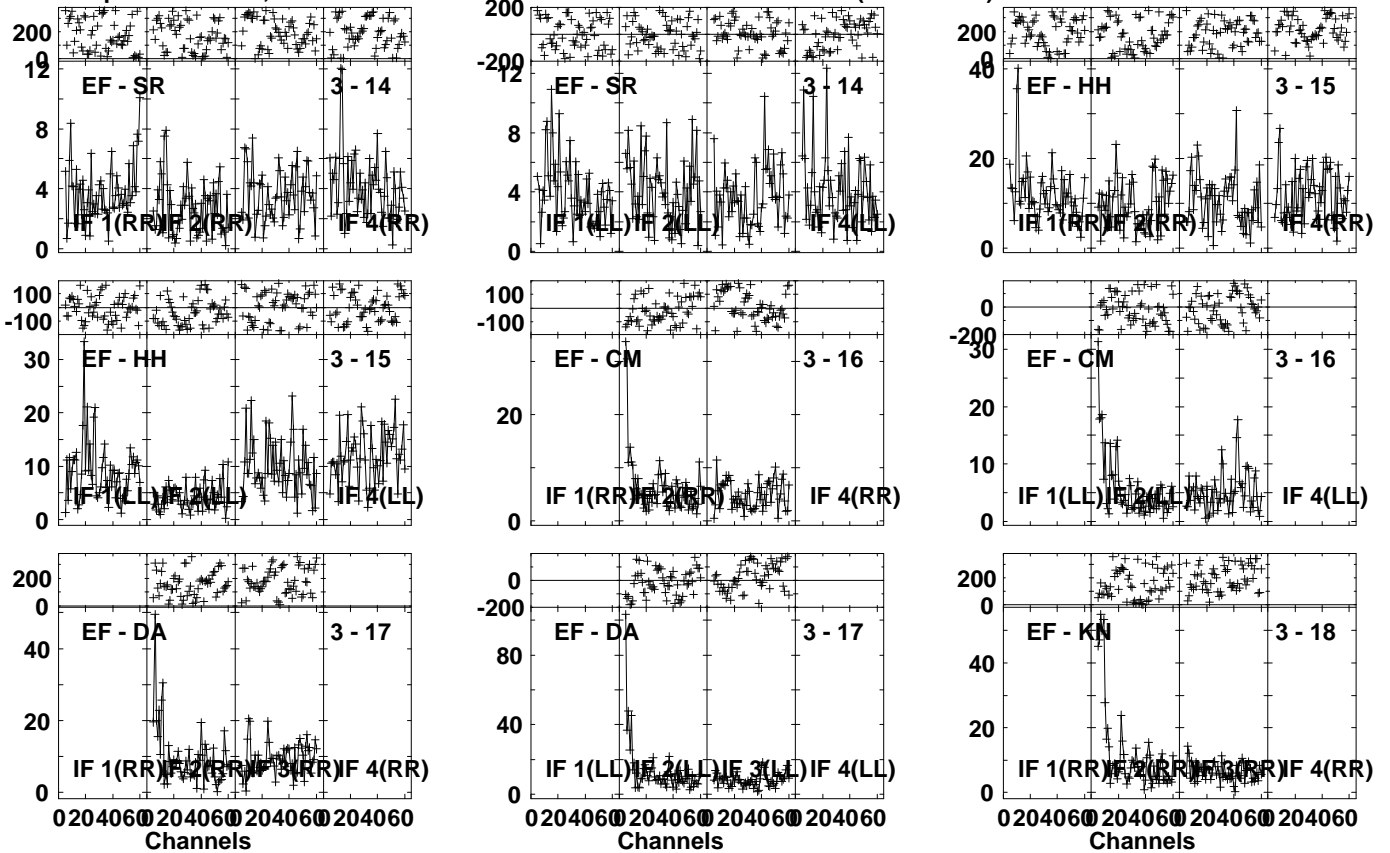 200
0
12
8
4
0
EF - SR
3 - 14
IF 1(RR)
IF 2(RR)
IF 4(RR)
200
-200
12
8
4
0
EF - SR
3 - 14
IF 1(LL)
IF 2(LL)
IF 4(LL)
200
0
40
20
0
EF - HH
3 - 15
IF 1(RR)
IF 2(RR)
IF 4(RR)
100
-100
30
20
10
0
EF - HH
3 - 15
IF 1(LL)
IF 2(LL)
IF 4(LL)
100
-100
20
0
EF - CM
3 - 16
IF 1(RR)
IF 2(RR)
IF 4(RR)
0
-200
30
20
10
0
EF - CM
3 - 16
IF 1(LL)
IF 2(LL)
IF 4(LL)
200
0
40
20
0
EF - DA
3 - 17
IF 1(RR)
IF 2(RR)
IF 3(RR)
IF 4(RR)
0 20 40 60 0 20 40 60 0 20 40 60
Channels
0
-200
80
40
0
EF - DA
3 - 17
IF 1(LL)
IF 2(LL)
IF 3(LL)
IF 4(LL)
0 20 40 60 0 20 40 60 0 20 40 60 0 20 40 60
Channels
200
0
40
20
0
EF - KN
3 - 18
IF 1(RR)
IF 2(RR)
IF 3(RR)
IF 4(RR)
0 20 40 60 0 20 40 60 0 20 40 60 0 20 40 60
Channels